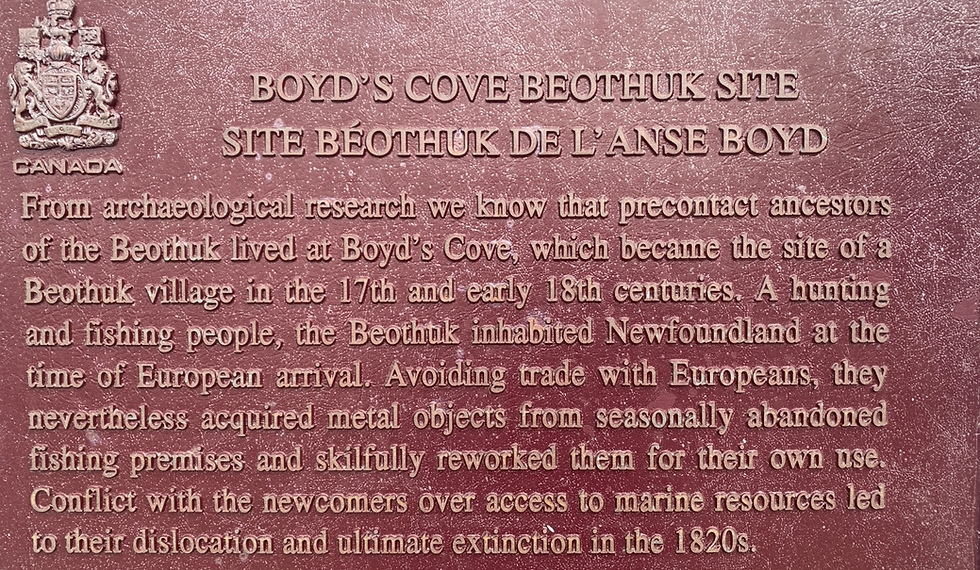 CANADA
BOYD'S COVE BEOTHUK SITE
SITE BÉOTHUK DE L'ANSE BOYD
From archaeological research we know that precontact ancestors
of the Beothuk lived at Boyd's Cove, which became the site of a
Beothuk village in the 17th and early 18th centuries. A hunting
and fishing people, the Beothuk inhabited Newfoundland at the
time of European arrival. Avoiding trade with Europeans, they
nevertheless acquired metal objects from seasonally abandoned
fishing premises and skilfully reworked them for their own use.
Conflict with the newcomers over access to marine resources led
to their dislocation and ultimate extinction in the 1820s.